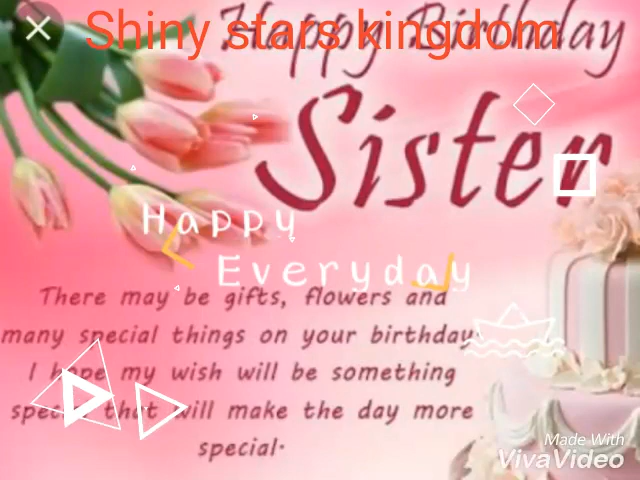 Shiny stars kingdom
Happy Birthday
Sister
Happy
Everyday
There may be gifts, flowers and
many special things on your birthday
I hope my wish will be something
special that will make the day more
special.
Made With
VivaVideo